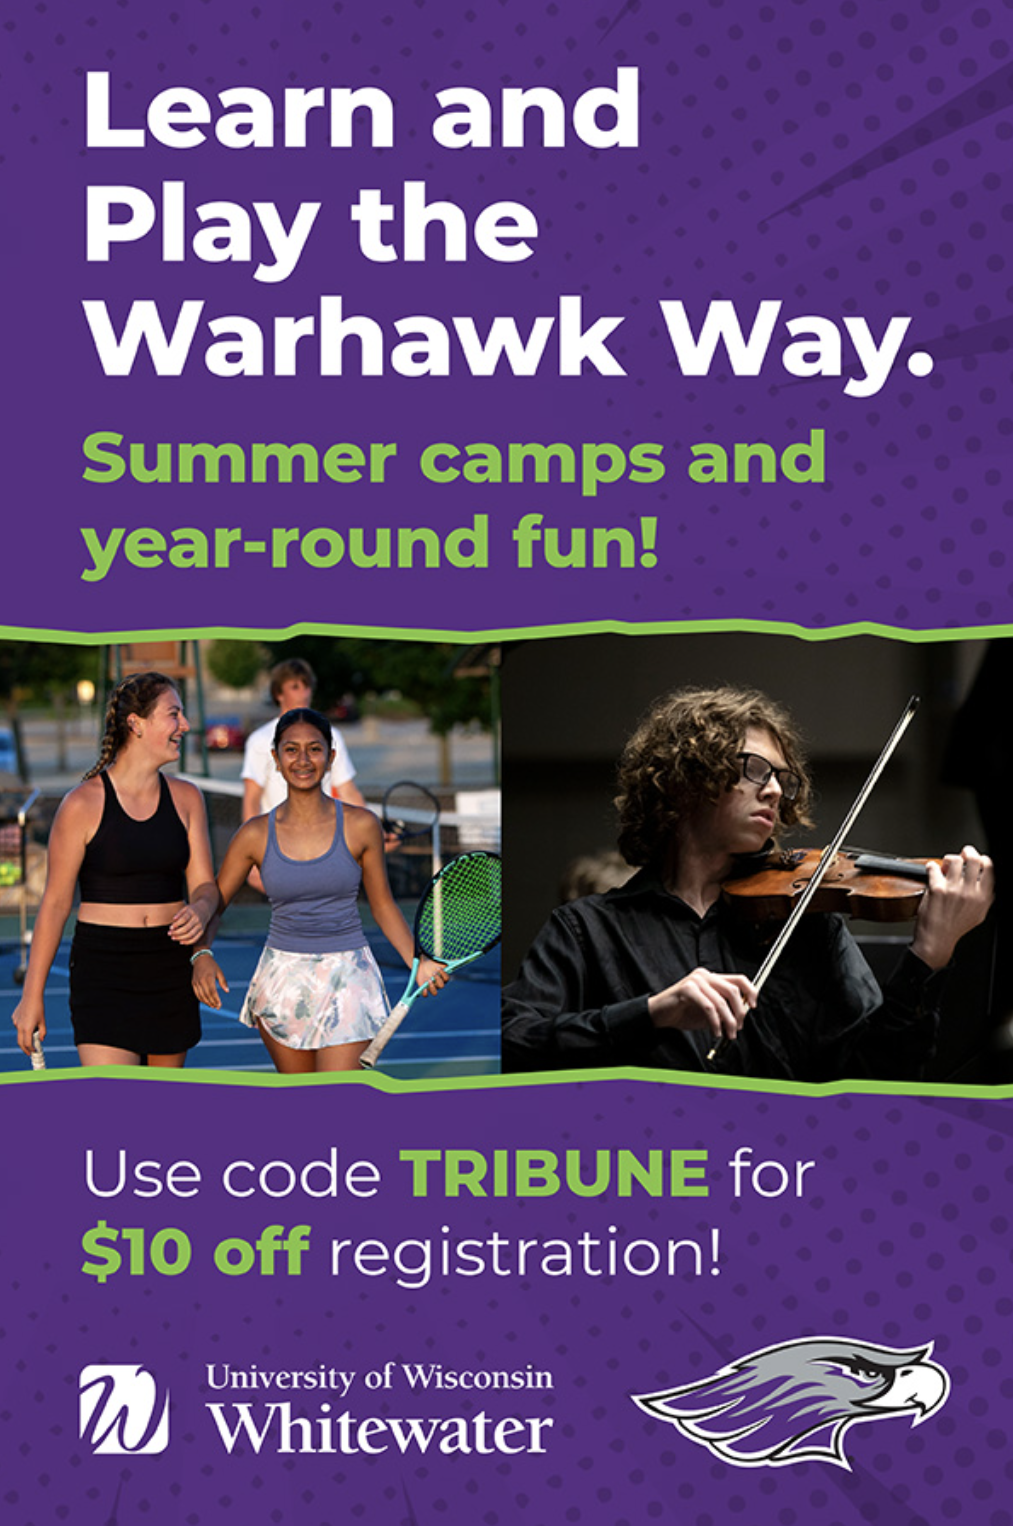 Learn and
Play the
Warhawk Way.
Summer camps and
year-round fun!
Use code TRIBUNE for
$10 off registration!
W
University of Wisconsin
Whitewater